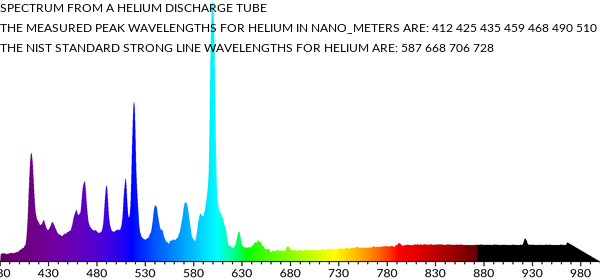 SPECTRUM FROM A HELIUM DISCHARGE TUBE
THE MEASURED PEAK WAVELENGTHS FOR HELIUM IN NANO_METERS ARE: 412 425 435 459 468 490 510
THE NIST STANDARD STRONG LINE WAVELENGTHS FOR HELIUM ARE: 587 668 706 728
30 430 480 530 580 630 680 730 780 830 880 930 980